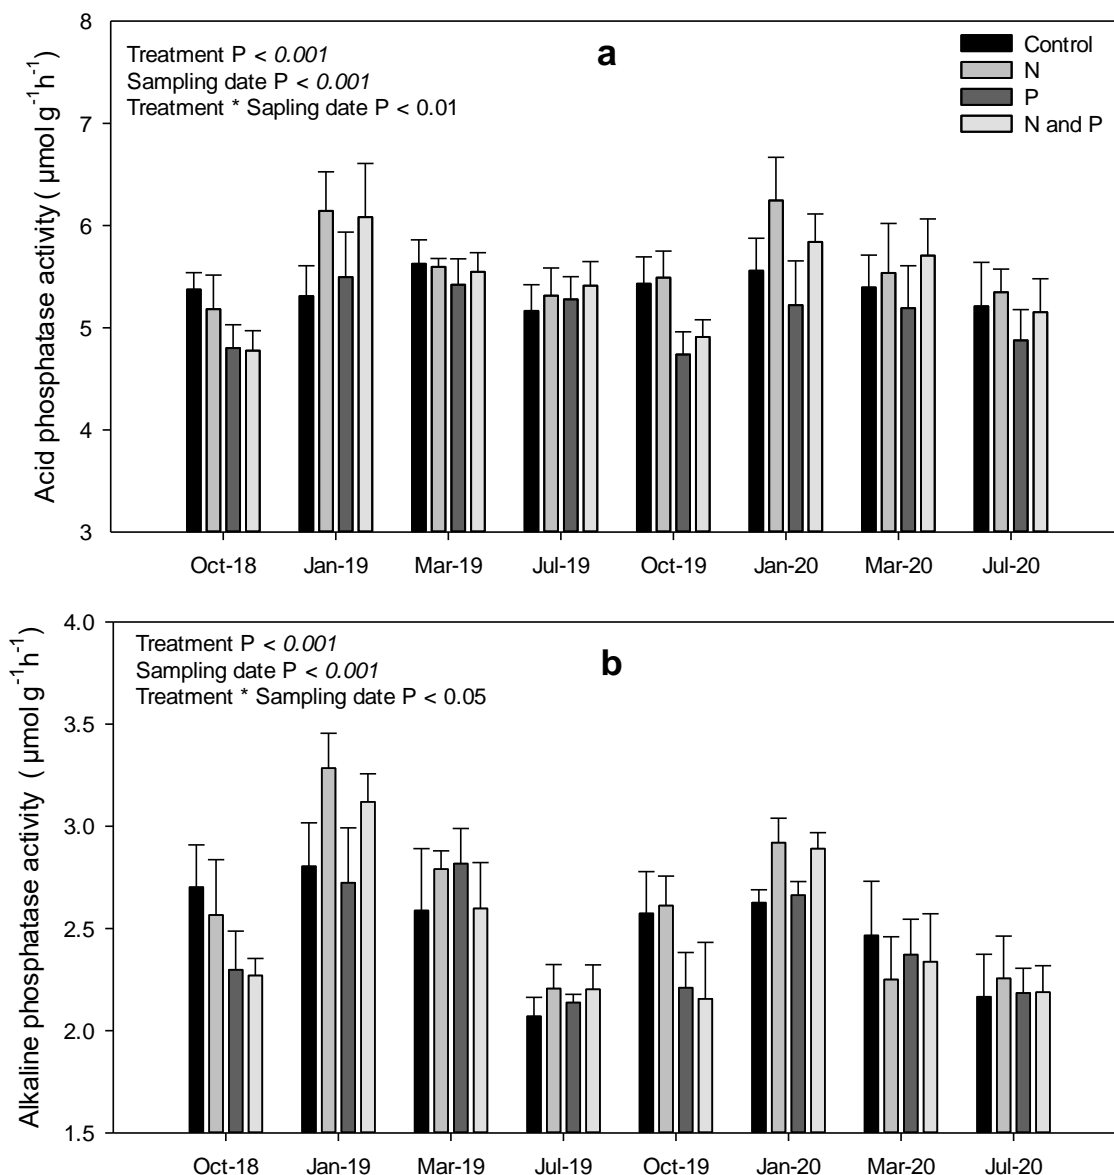 Acid phosphatase activity ( µmol g⁻¹h⁻¹)
8
7
6
5
4
3
Treatment P < 0.001
Sampling date P < 0.001
Treatment * Sapling date P < 0.01
a
Control
N
P
N and P
Oct-18 Jan-19 Mar-19 Jul-19 Oct-19 Jan-20 Mar-20 Jul-20
Alkaline phosphatase activity ( µmol g⁻¹h⁻¹)
4.0
3.5
3.0
2.5
2.0
1.5
Treatment P < 0.001
Sampling date P < 0.001
Treatment * Sampling date P < 0.05
b
Oct-18 Jan-19 Mar-19 Jul-19 Oct-19 Jan-20 Mar-20 Jul-20